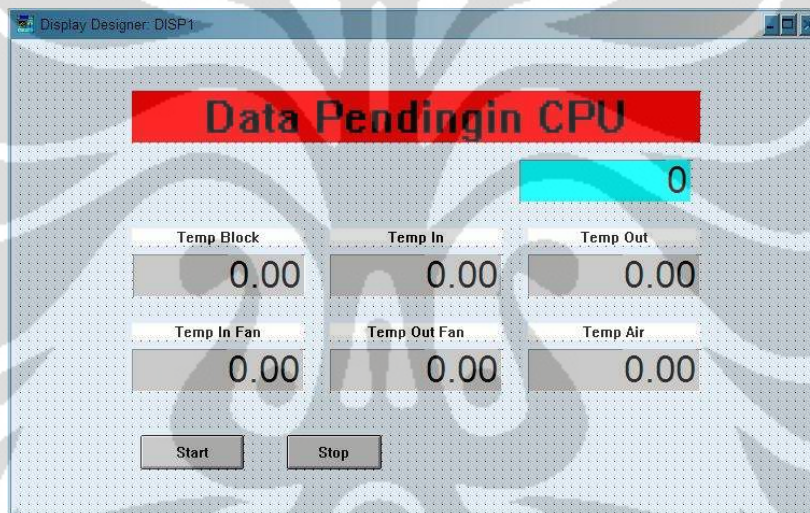 Display Designer: DISP1
Data Pendingin CPU
0
Temp Block Temp In Temp Out
0.00 0.00 0.00
Temp In Fan Temp Out Fan Temp Air
0.00 0.00 0.00
Start Stop